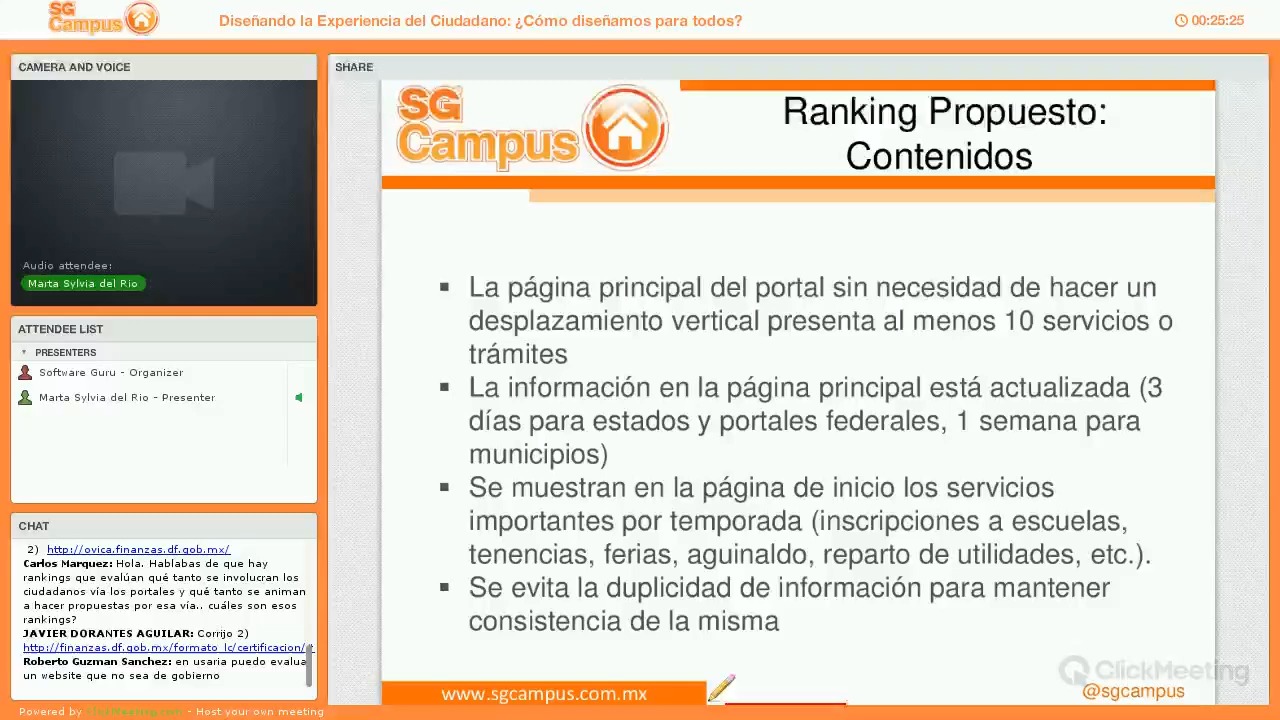 SG Campus
Diseñando la Experiencia del Ciudadano: ¿Cómo diseñamos para todos?
00:25:25
CAMERA AND VOICE
Audio attendee:
Marta Sylvia del Rio
ATTENDEE LIST
PRESENTERS
Software Guru - Organizer
Marta Sylvia del Rio - Presenter
CHAT
2) http://ovica.finanzas.df.gob.mx/
Carlos Marquez: Hola. Hablabas de que hay
rankings que evalúan qué tanto se involucran los
ciudadanos vía los portales y qué tanto se animan
a hacer propuestas por esa vía.. cuáles son esos
rankings?
JAVIER DORANTES AGUILAR: Corrijo 2)
http://finanzas.df.gob.mx/formato_lc/certificacion/
Roberto Guzman Sanchez: en usaria puedo evalua
un website que no sea de gobierno
SHARE
SG
Campus
Ranking Propuesto:
Contenidos
▪ La página principal del portal sin necesidad de hacer un
desplazamiento vertical presenta al menos 10 servicios o
trámites
▪ La información en la página principal está actualizada (3
días para estados y portales federales, 1 semana para
municipios)
▪ Se muestran en la página de inicio los servicios
importantes por temporada (inscripciones a escuelas,
tenencias, ferias, aguinaldo, reparto de utilidades, etc.).
▪ Se evita la duplicidad de información para mantener
consistencia de la misma
www.sgcampus.com.mx
ClickMeeting
@sgcampus
Powered by ClickMeeting.com - Host your own meeting